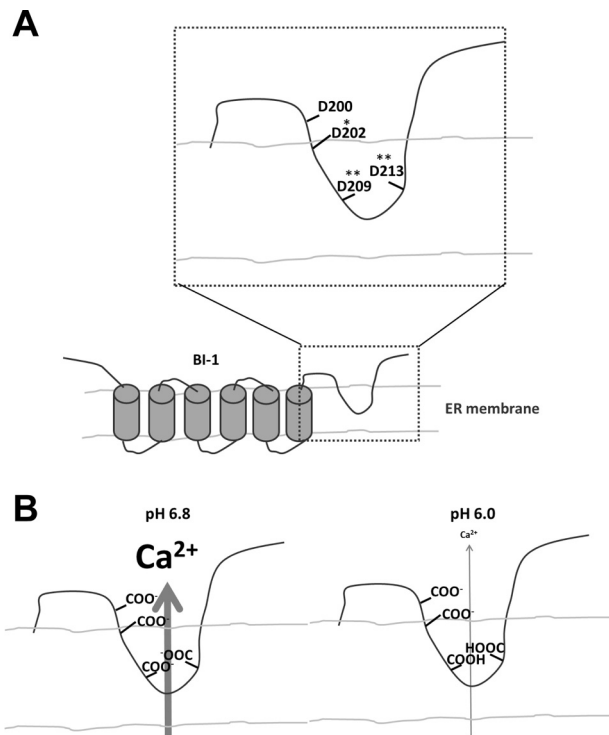 A
D200
*
D202
**
**
D213
D209
BI-1
ER membrane
B
pH 6.8
pH 6.0
Ca²⁺
Ca²⁺
COO⁻
COO⁻
COO⁻
⁻OOC
COO⁻
COO⁻
HOOC
COOH